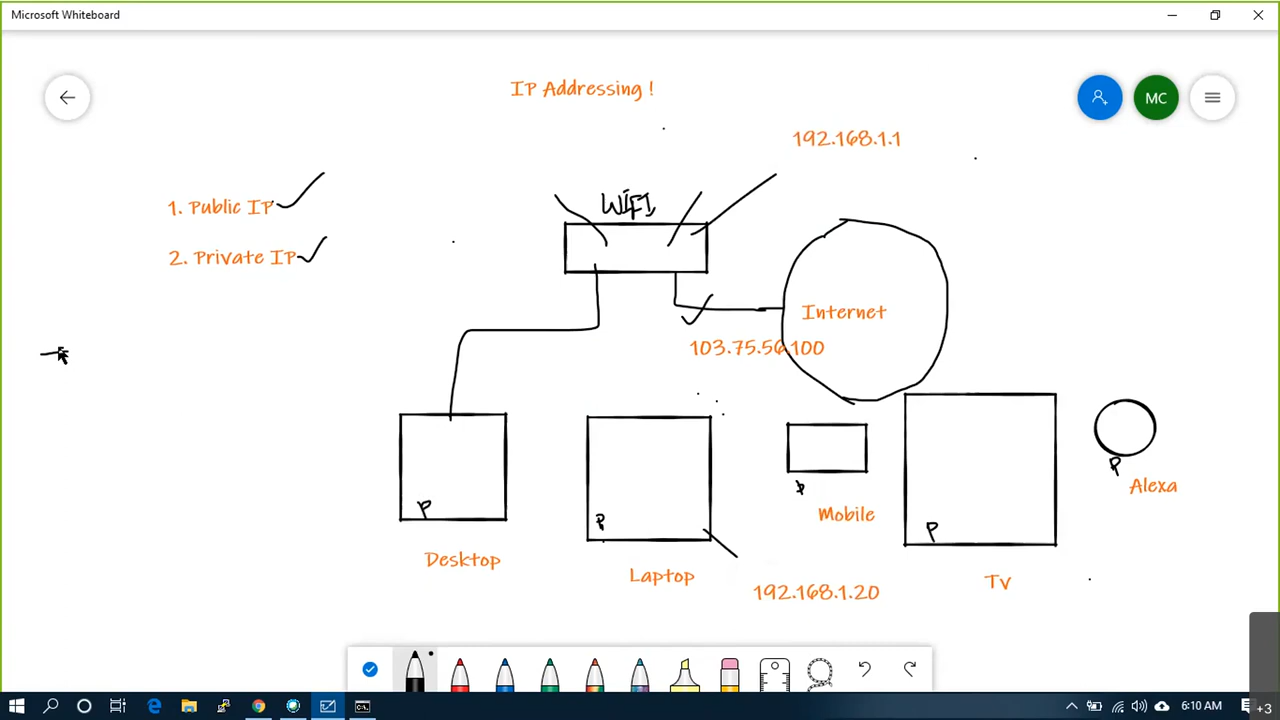 Microsoft Whiteboard
IP Addressing !
MC
192.168.1.1
1. Public IP
WIFI
2. Private IP
Internet
103.75.56.100
P
P
P
P
P
Alexa
Mobile
Desktop
Laptop
Tv
192.168.1.20
6:10 AM
+3